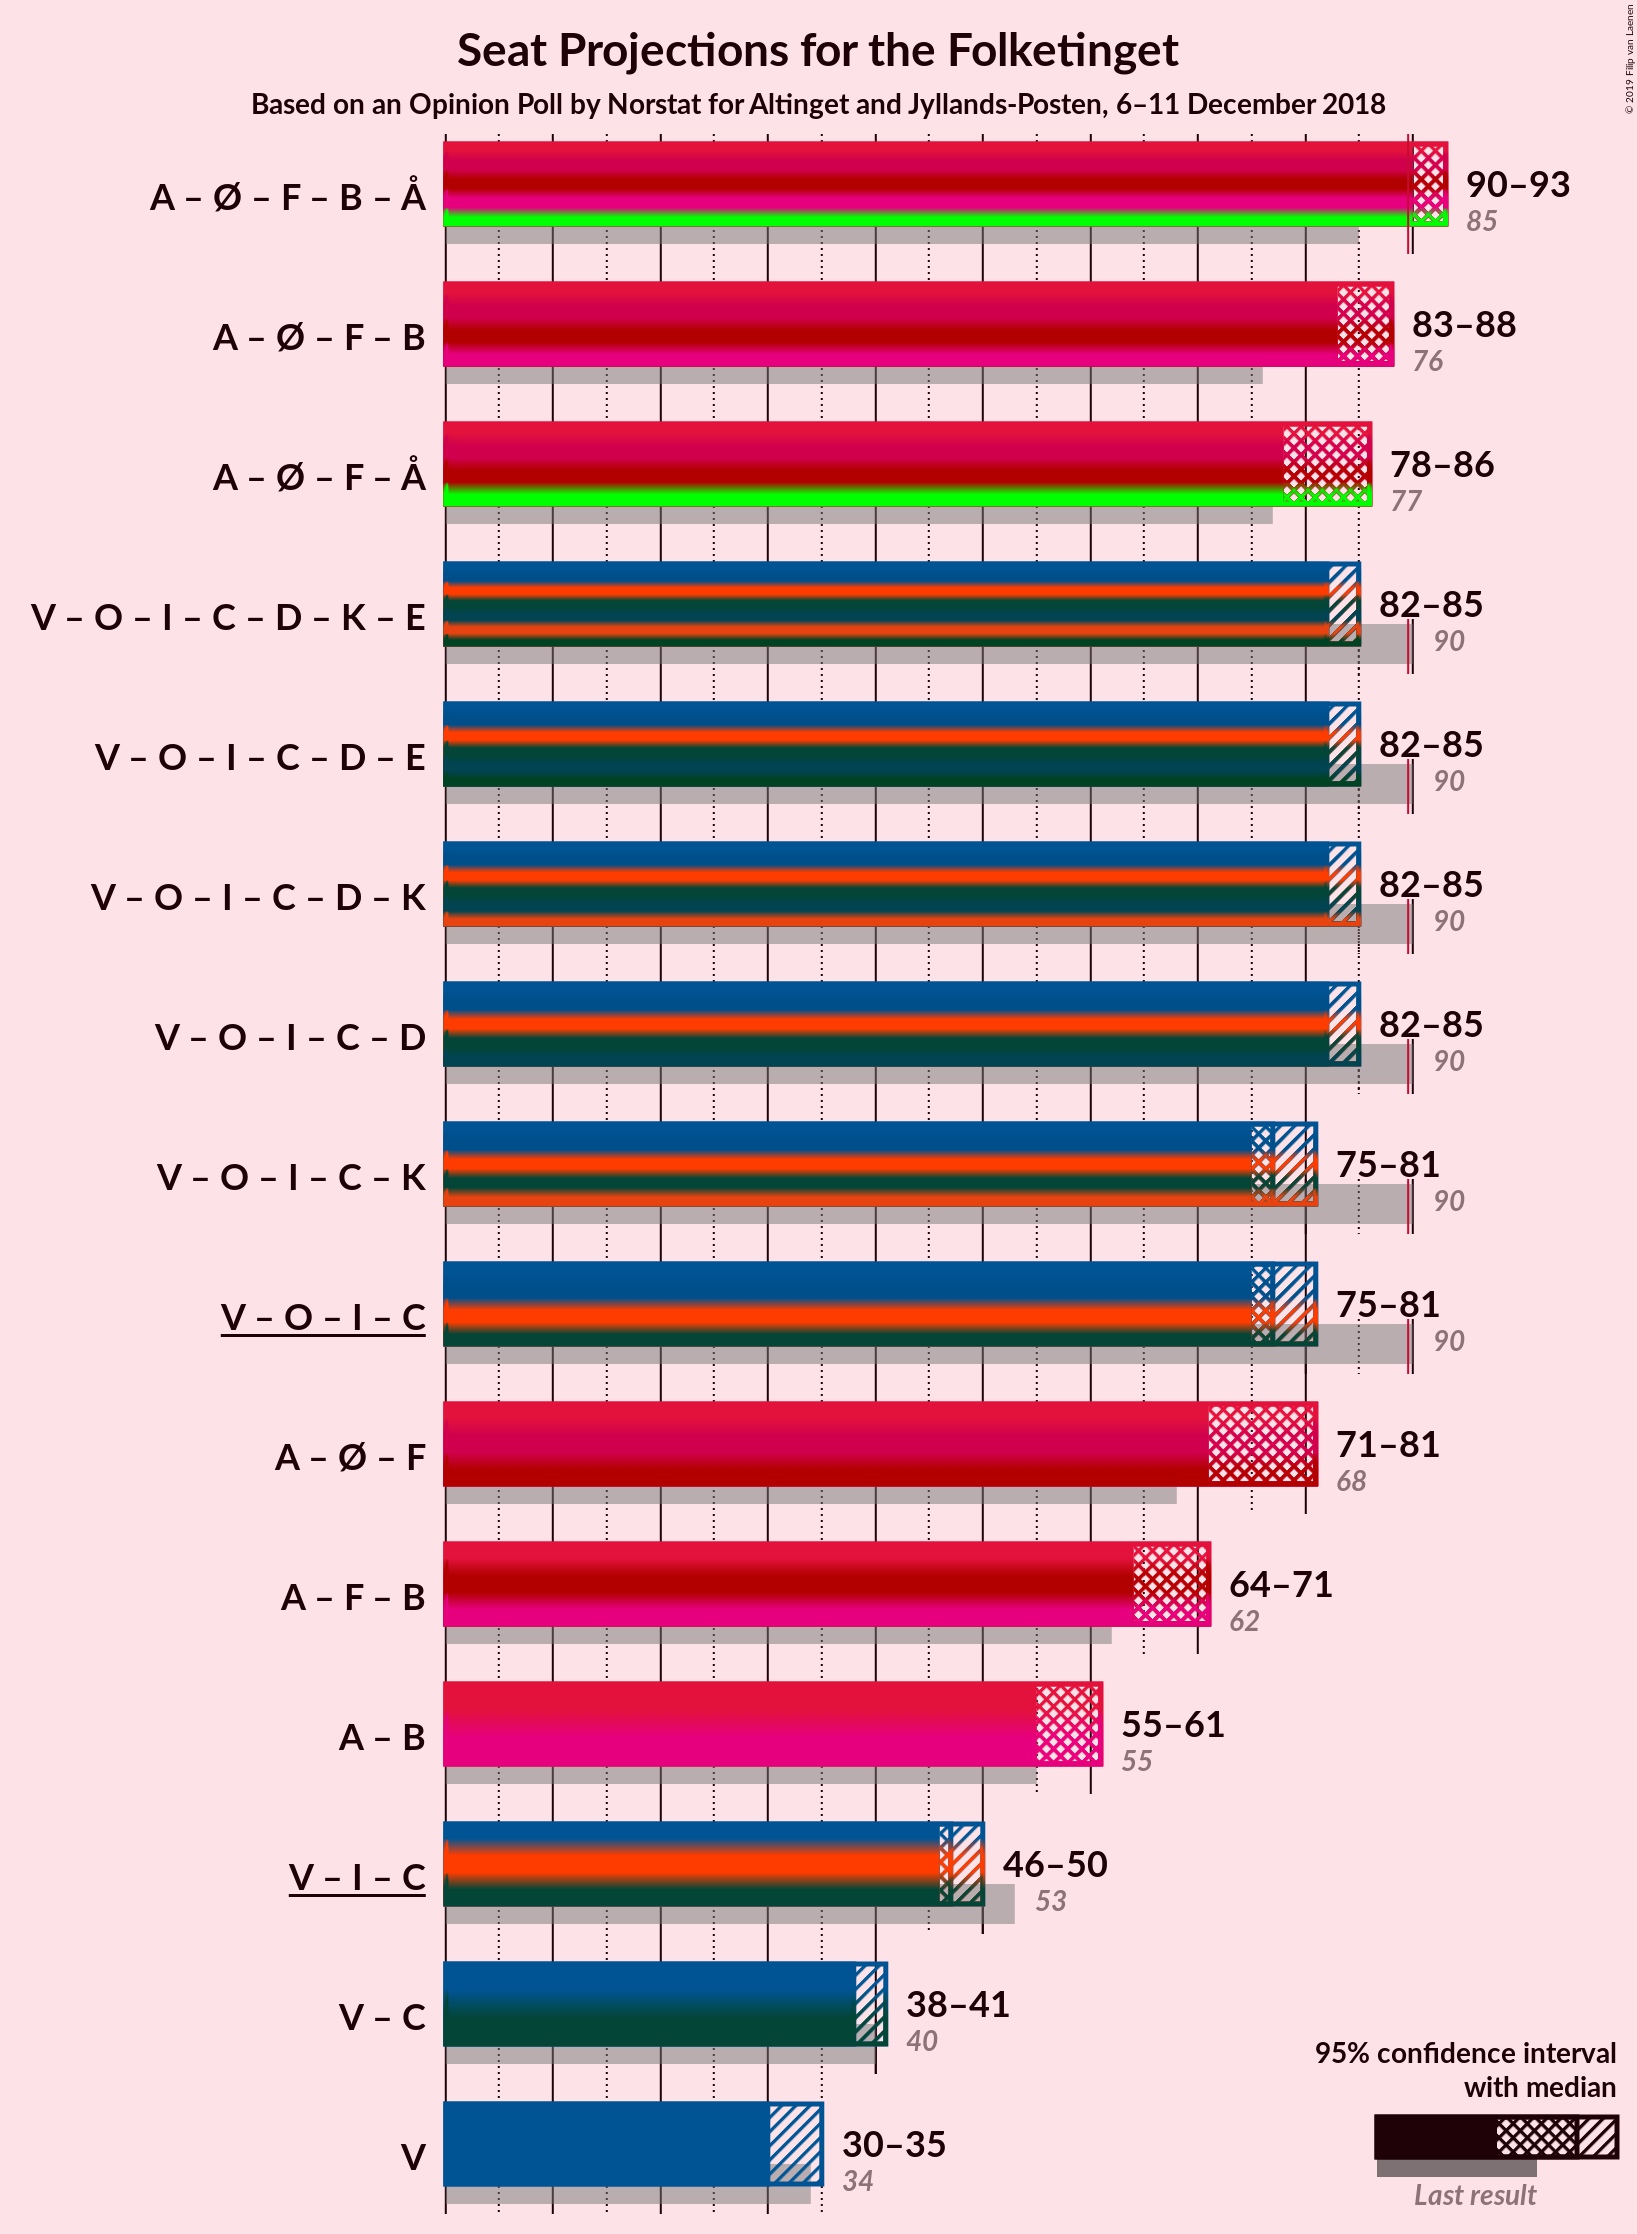 Seat Projections for the Folketinget
Based on an Opinion Poll by Norstat for Altinget and Jyllands-Posten, 6–11 December 2018
© 2019 Filip van Laenen
A – Ø – F – B – Å
90–93
85
A – Ø – F – B
83–88
76
A – Ø – F – Å
78–86
77
V – O – I – C – D – K – E
82–85
90
V – O – I – C – D – E
82–85
90
V – O – I – C – D – K
82–85
90
V – O – I – C – D
82–85
90
V – O – I – C – K
75–81
90
V – O – I – C
75–81
90
A – Ø – F
71–81
68
A – F – B
64–71
62
A – B
55–61
55
V – I – C
46–50
53
V – C
38–41
40
V
30–35
34
95% confidence interval
with median
Last result